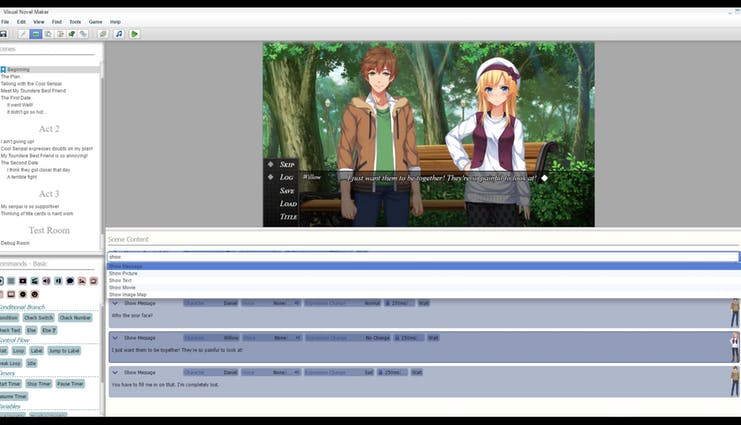 Visual Novel Maker
File Edit View Find Tools Game Help
cenes
Beginning
The Plan
Talking with the Cool Senpai
Meet My Tsundere Best Friend
The First Date
It went Well!
It didn't go so hot...
Act 2
I ain't giving up!
Cool Senpai expresses doubts on my plan!
My Tsundere Best Friend is so annoying!
The Second Date
I think they got closer that day
A terrible fight
Act 3
My senpai is so supportive!
Thinking of title cards is hard work
Test Room
Debug Room
ommands - Basic
Conditional Branch
ondition Check Switch Check Number
heck Text Else Else If
Control Flow
Loop Label Jump to Label
reak Loop Idle
Timers
tart Timer Stop Timer Pause Timer
esume Timer
Variables
SKIP
LOG
SAVE
LOAD
TITLE
Willow
I just want them to be together! They're so painful to look at!
Scene Content
show
Show Message
Show Picture
Show Text
Show Movie
Show Image Map
Show Message Character Daniel Voice None/... Expression Change Normal 250ms/... Wait
Why the sour face?
Show Message Character Willow Voice None/... Expression Change No Change 250ms/... Wait
I just want them to be together! They're so painful to look at!
Show Message Character Daniel Voice None/... Expression Change Sad 250ms/... Wait
You have to fill me in on that. I'm completely lost.